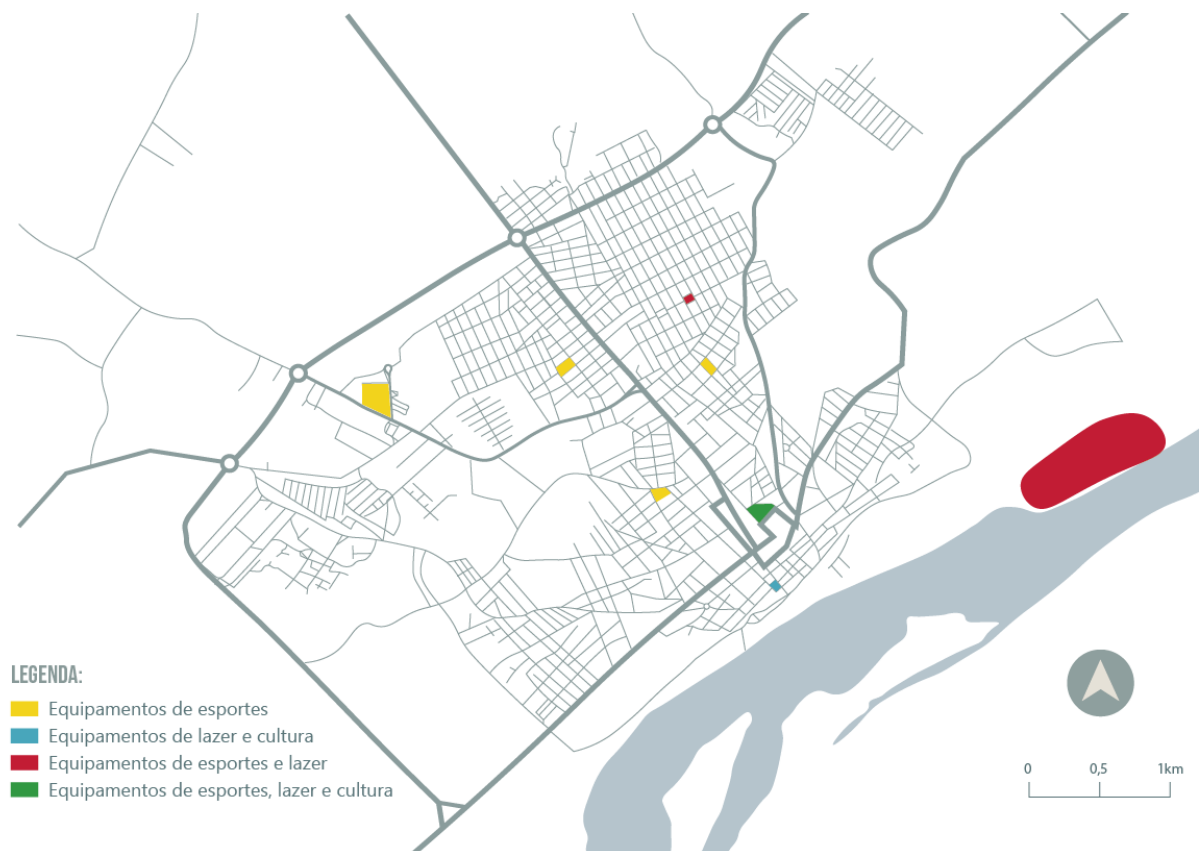 LEGENDA:
Equipamentos de esportes
Equipamentos de lazer e cultura
Equipamentos de esportes e lazer
Equipamentos de esportes, lazer e cultura
0 0,5 1km